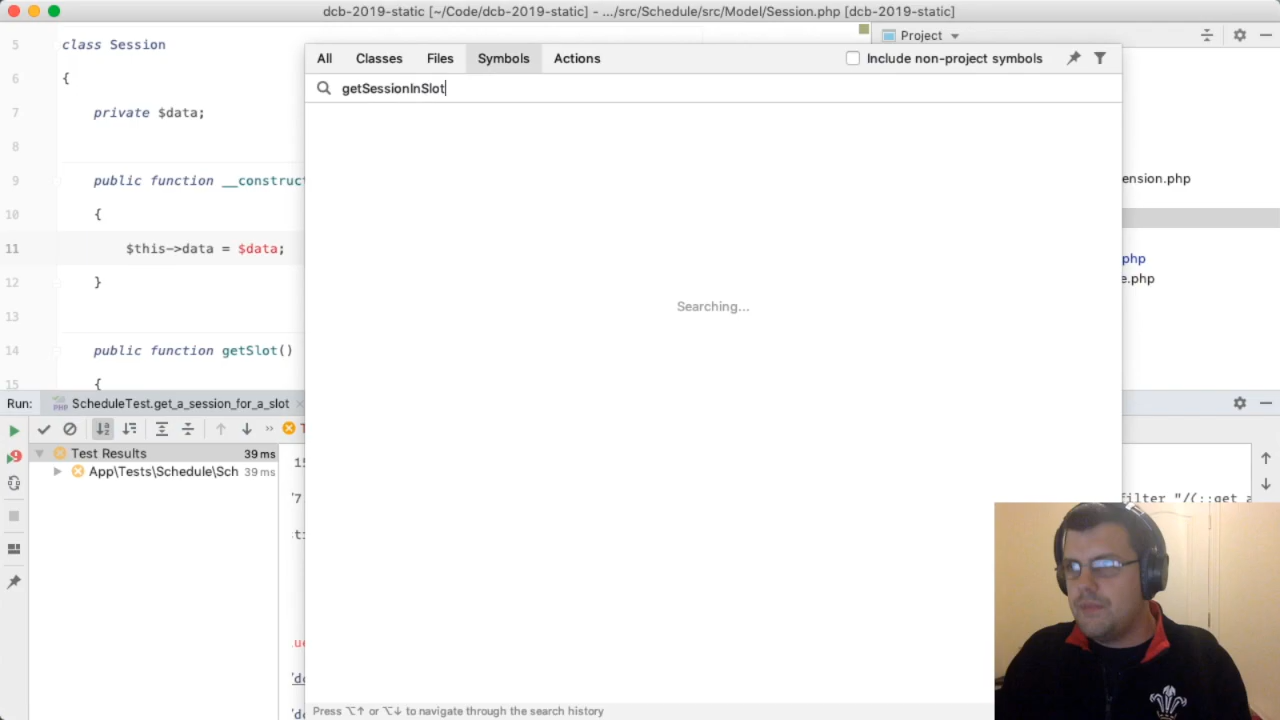 dcb-2019-static [~/Code/dcb-2019-static] - .../src/Schedule/src/Model/Session.php [dcb-2019-static]
5 class Session
6 {
7 private $data;
8
9 public function __construct
10 {
11 $this->data = $data;
12 }
13
14 public function getSlot()
15 {
All Classes Files Symbols Actions Include non-project symbols
getSessionInSlot
Searching...
Press ⌥↑ or ⌥↓ to navigate through the search history
Project
ension.php
php
e.php
Run: ScheduleTest.get_a_session_for_a_slot
Test Results 39 ms
App\Tests\Schedule\Sch 39 ms
filter "/(::get_a